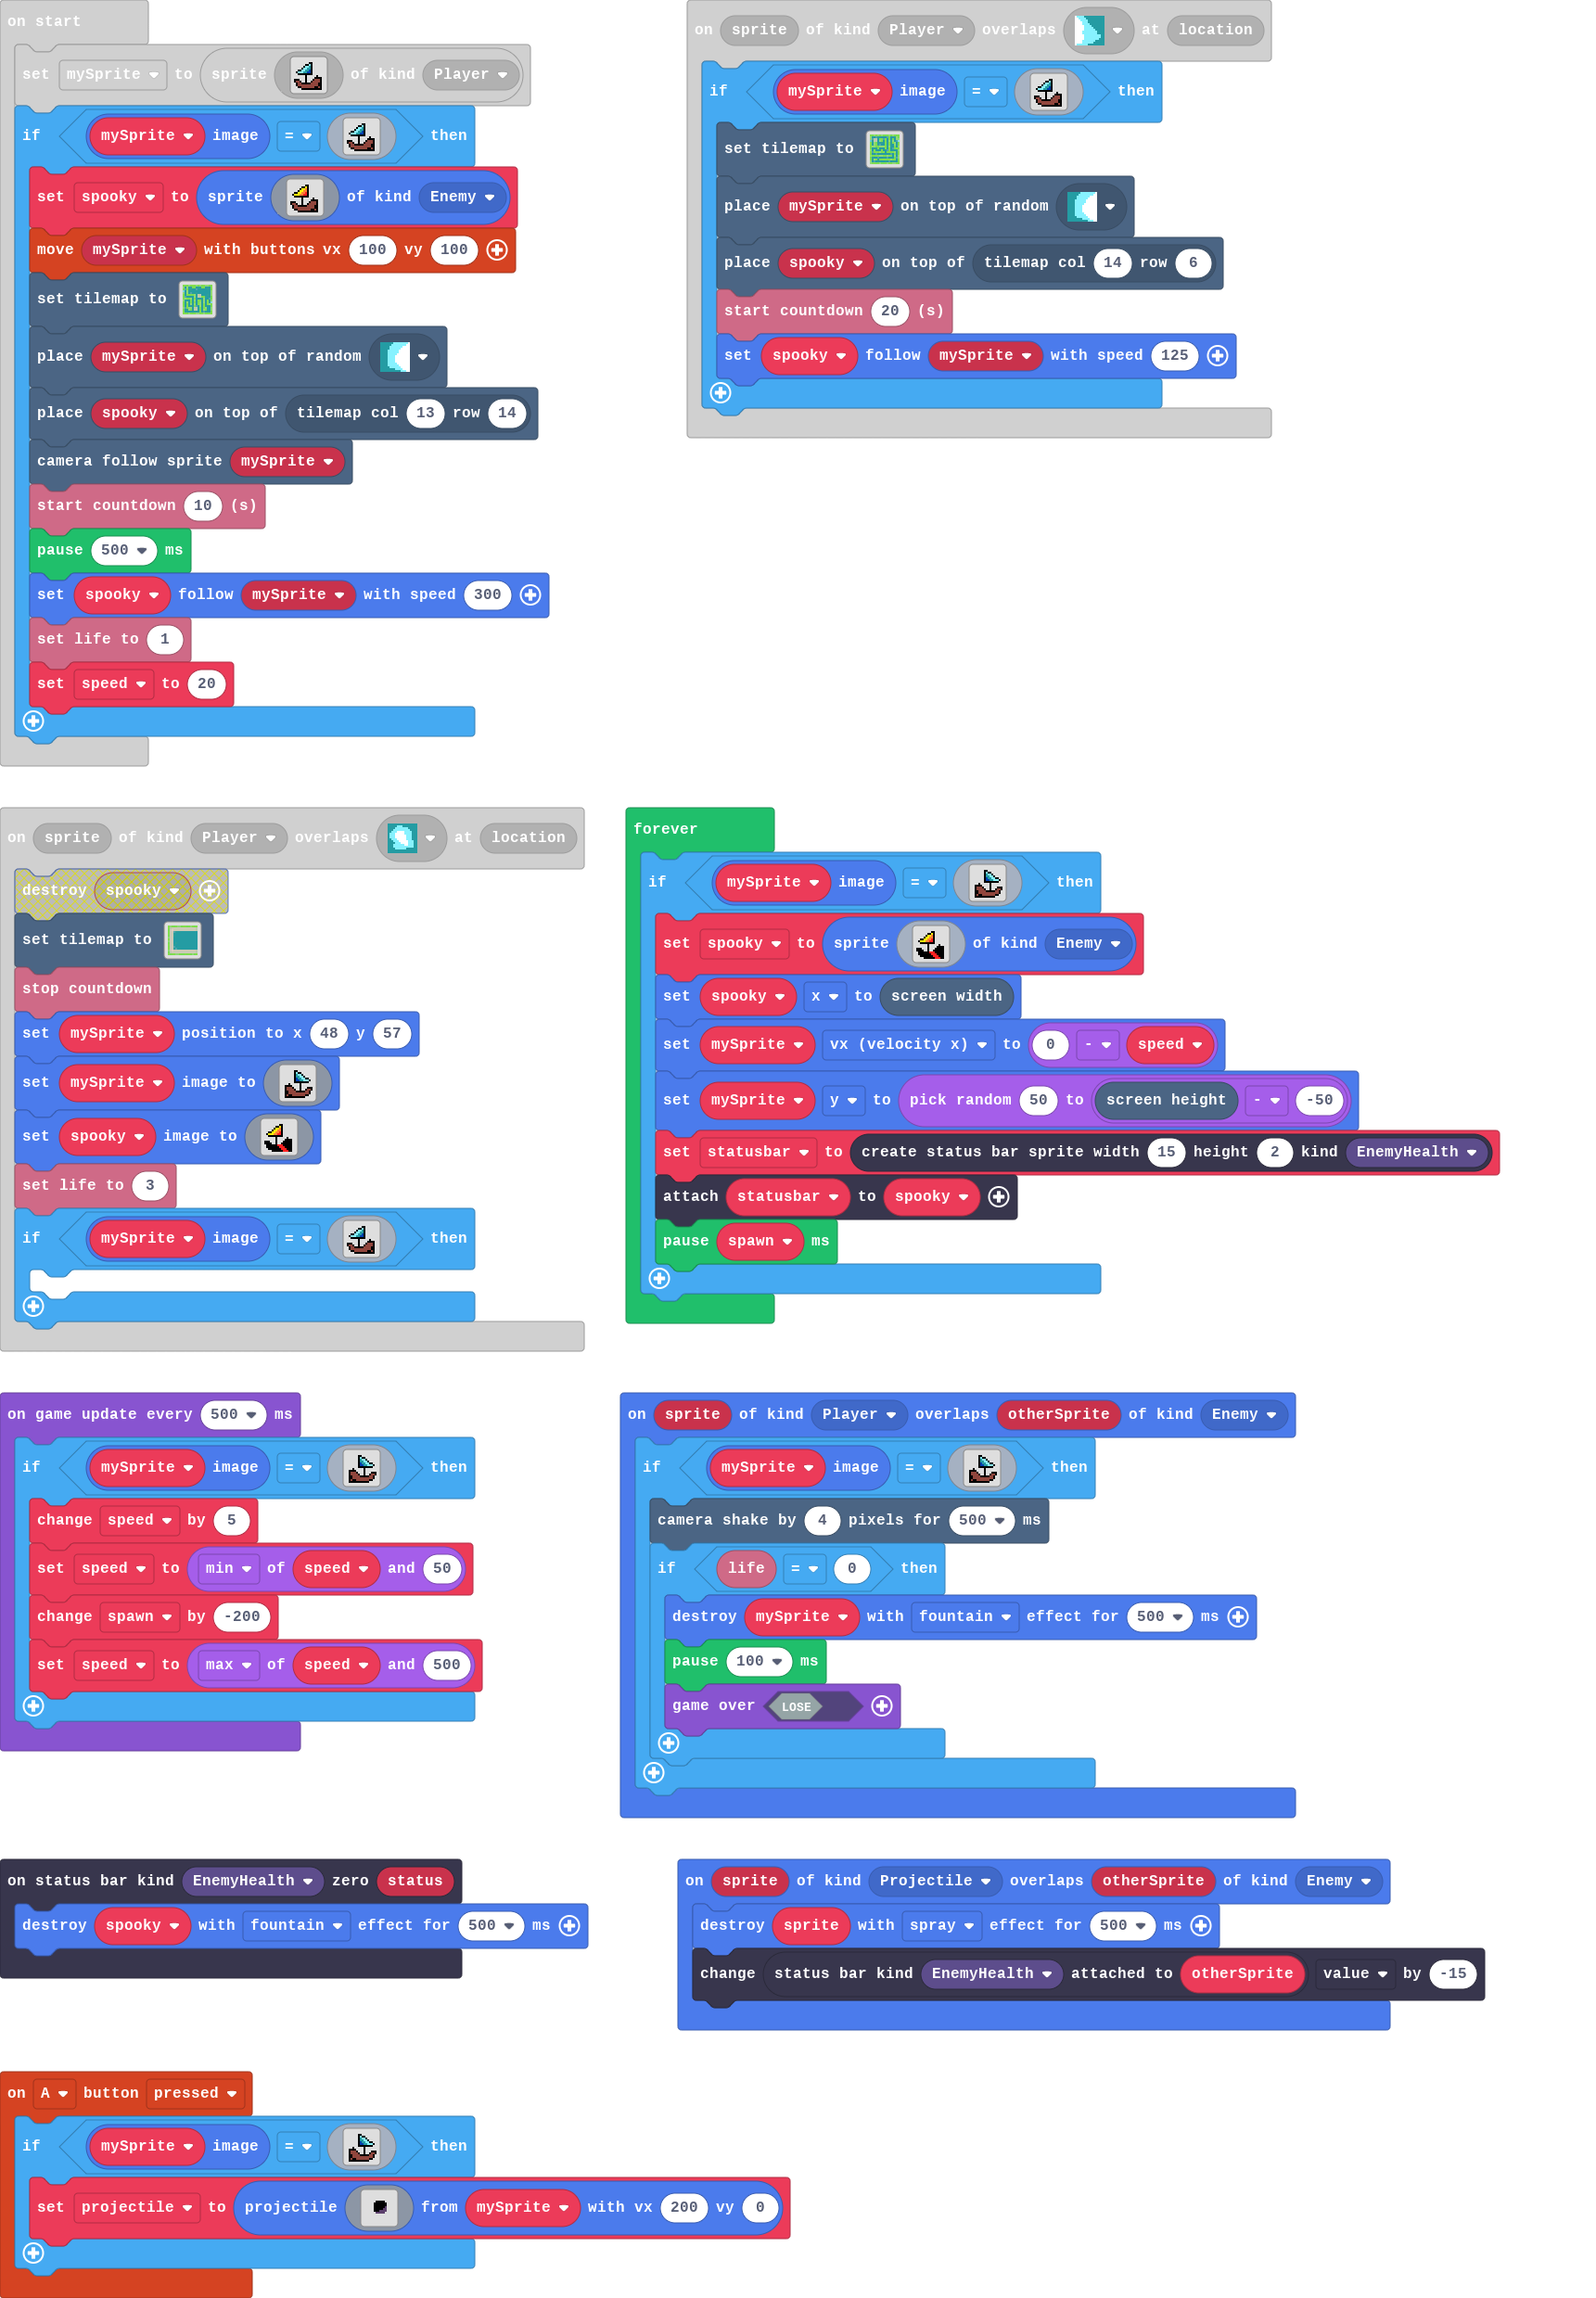 on start
set mySprite to sprite of kind Player
if mySprite image = then
set spooky to sprite of kind Enemy
move mySprite with buttons vx 100 vy 100
set tilemap to
place mySprite on top of random
place spooky on top of tilemap col 13 row 14
camera follow sprite mySprite
start countdown 10 (s)
pause 500 ms
set spooky follow mySprite with speed 300
set life to 1
set speed to 20
on sprite of kind Player overlaps at location
if mySprite image = then
set tilemap to
place mySprite on top of random
place spooky on top of tilemap col 14 row 6
start countdown 20 (s)
set spooky follow mySprite with speed 125
on sprite of kind Player overlaps at location
destroy spooky
set tilemap to
stop countdown
set mySprite position to x 48 y 57
set mySprite image to
set spooky image to
set life to 3
if mySprite image = then
forever
if mySprite image = then
set spooky to sprite of kind Enemy
set spooky x to screen width
set mySprite vx (velocity x) to 0 - speed
set mySprite y to pick random 50 to screen height - -50
set statusbar to create status bar sprite width 15 height 2 kind EnemyHealth
attach statusbar to spooky
pause spawn ms
on game update every 500 ms
if mySprite image = then
change speed by 5
set speed to min of speed and 50
change spawn by -200
set speed to max of speed and 500
on sprite of kind Player overlaps otherSprite of kind Enemy
if mySprite image = then
camera shake by 4 pixels for 500 ms
if life = 0 then
destroy mySprite with fountain effect for 500 ms
pause 100 ms
game over LOSE
on status bar kind EnemyHealth zero status
destroy spooky with fountain effect for 500 ms
on sprite of kind Projectile overlaps otherSprite of kind Enemy
destroy sprite with spray effect for 500 ms
change status bar kind EnemyHealth attached to otherSprite value by -15
on A button pressed
if mySprite image = then
set projectile to projectile from mySprite with vx 200 vy 0